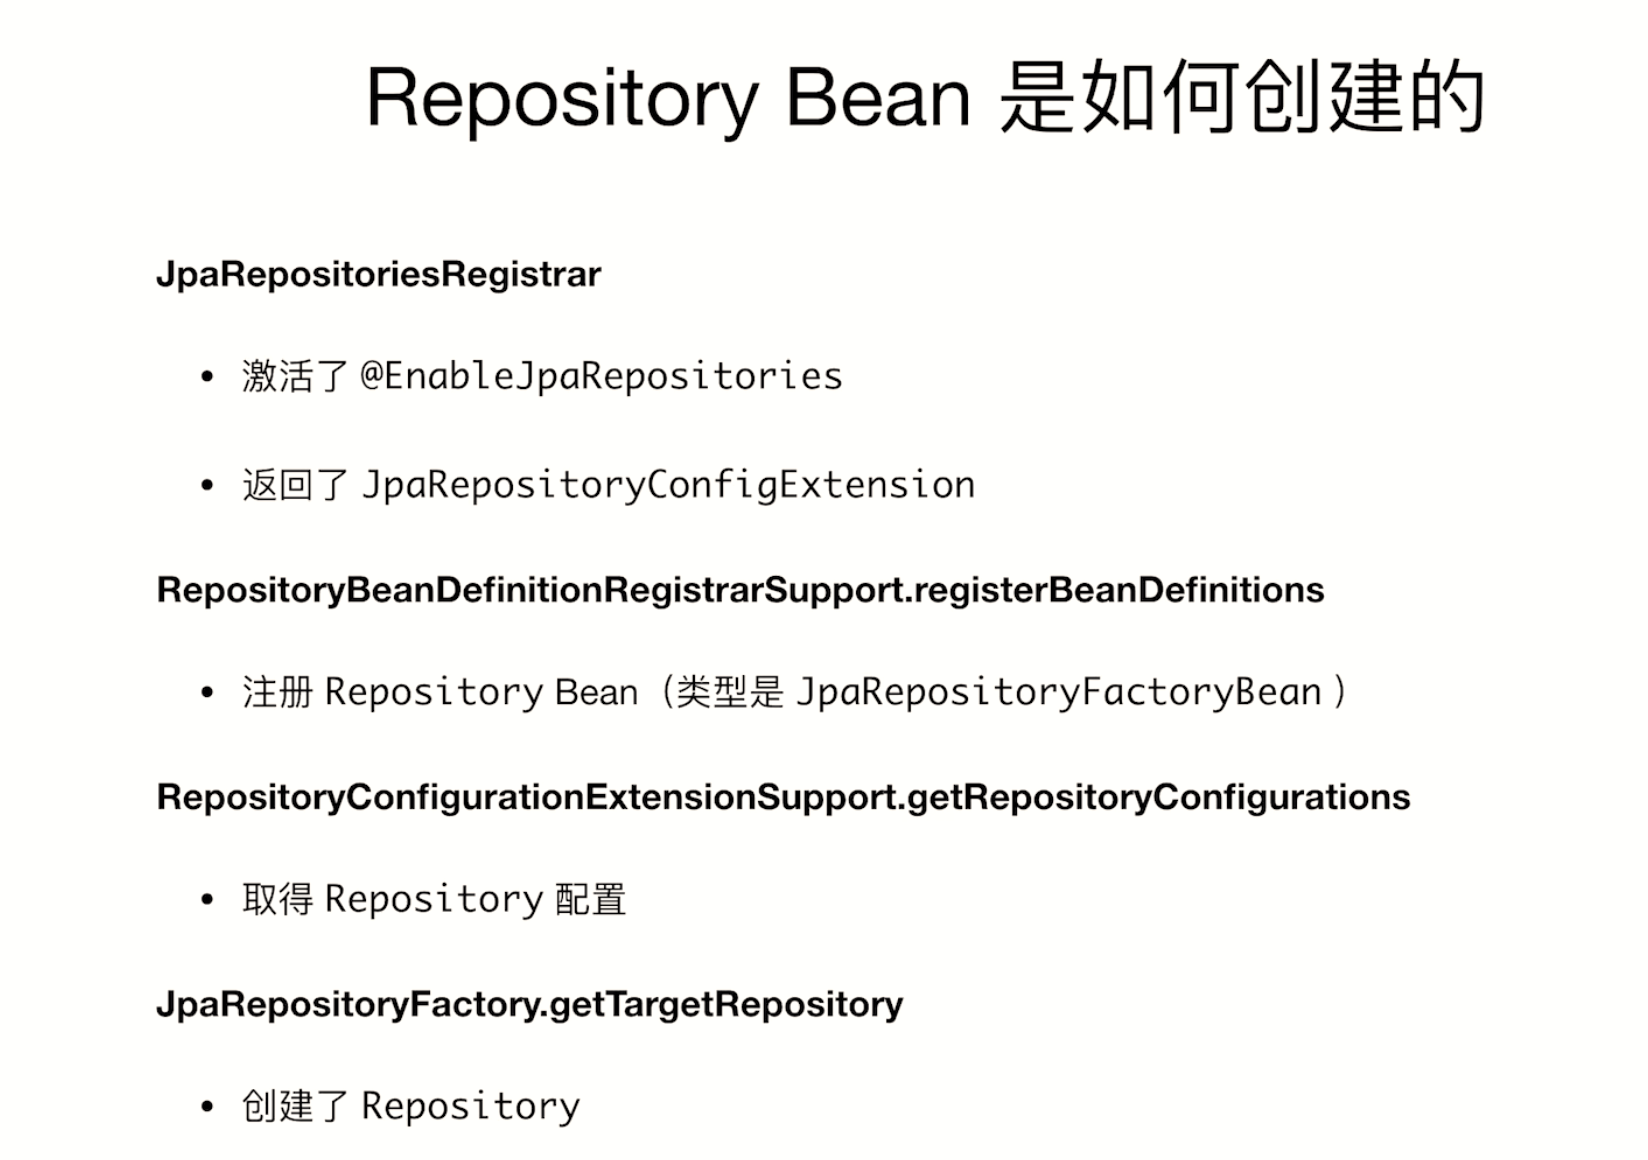 Repository Bean 是如何创建的
JpaRepositoriesRegistrar
• 激活了 @EnableJpaRepositories
• 返回了 JpaRepositoryConfigExtension
RepositoryBeanDefinitionRegistrarSupport.registerBeanDefinitions
• 注册 Repository Bean（类型是 JpaRepositoryFactoryBean ）
RepositoryConfigurationExtensionSupport.getRepositoryConfigurations
• 取得 Repository 配置
JpaRepositoryFactory.getTargetRepository
• 创建了 Repository